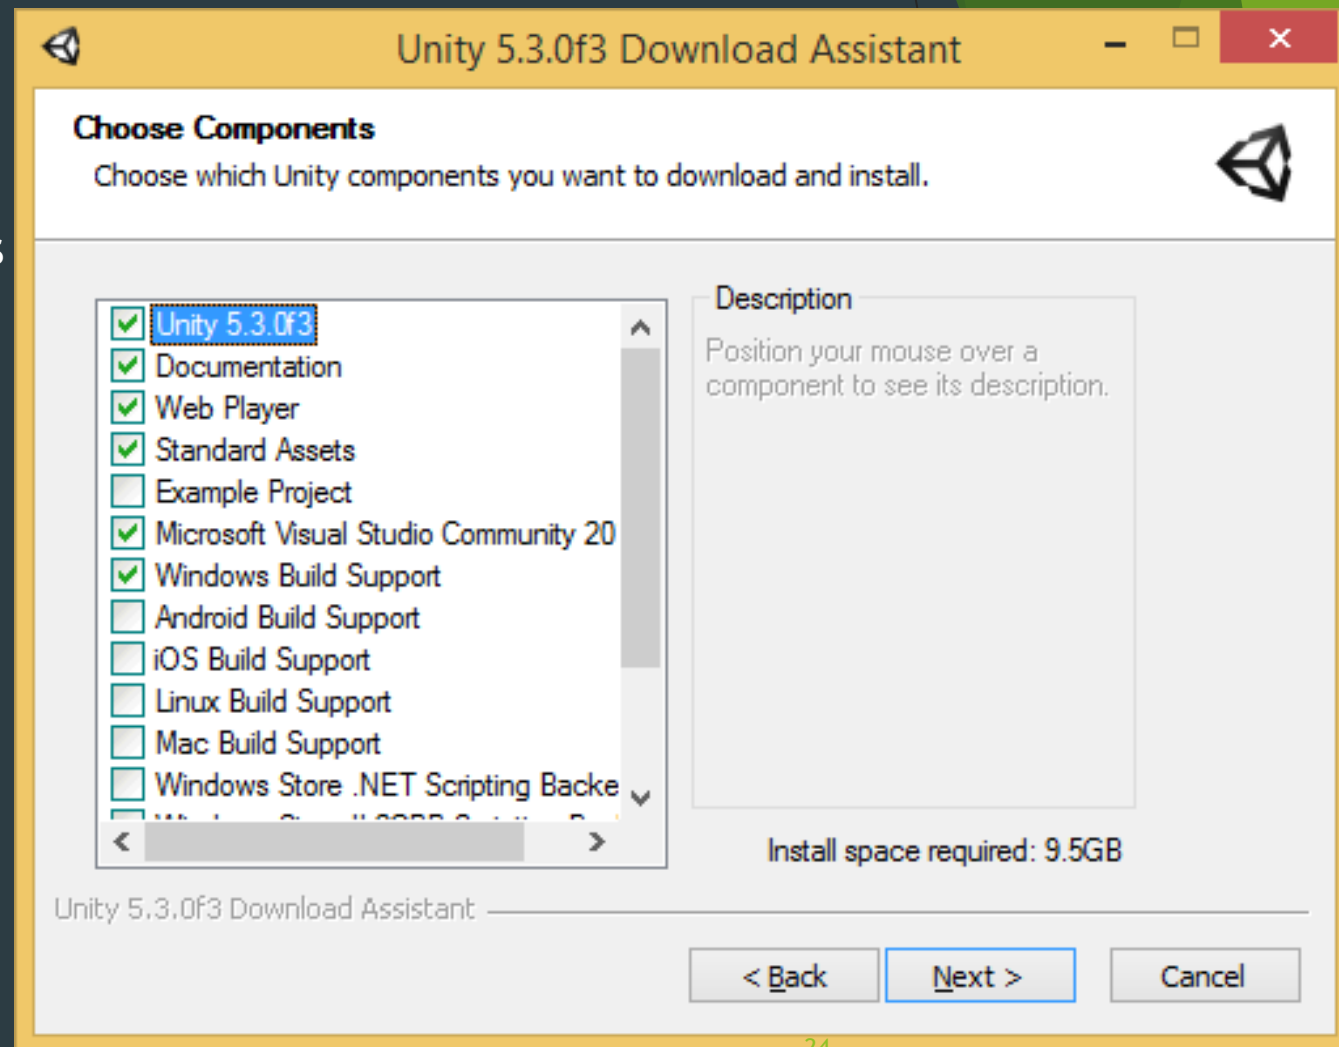 Unity 5.3.0f3 Download Assistant
Choose Components
Choose which Unity components you want to download and install.
s
Unity 5.3.0f3
Documentation
Web Player
Standard Assets
Example Project
Microsoft Visual Studio Community 20
Windows Build Support
Android Build Support
iOS Build Support
Linux Build Support
Mac Build Support
Windows Store .NET Scripting Backe
Description
Position your mouse over a
component to see its description.
Install space required: 9.5GB
Unity 5.3.0f3 Download Assistant
< Back
Next >
Cancel